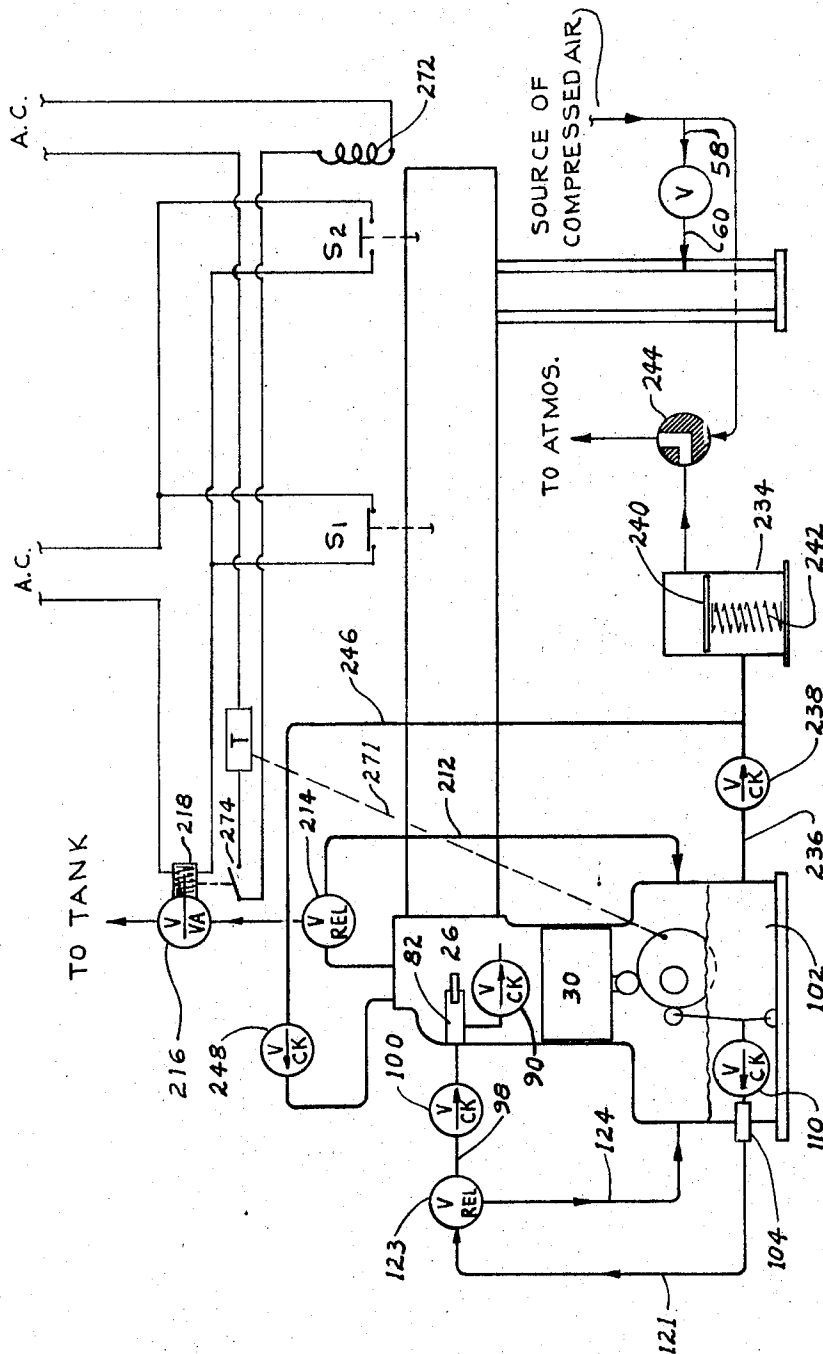 A.C.
A.C.
272
S2
S1
SOURCE OF
COMPRESSED AIR
V
58
60
TO ATMOS.
244
240
234
242
246
T
271
212
214
274
218
TO TANK
V
VA
216
V
REL
V
CK
248
82
26
V
CK
90
30
100
V
CK
98
V
REL
123
124
V
CK
238
236
102
V
CK
110
104
121